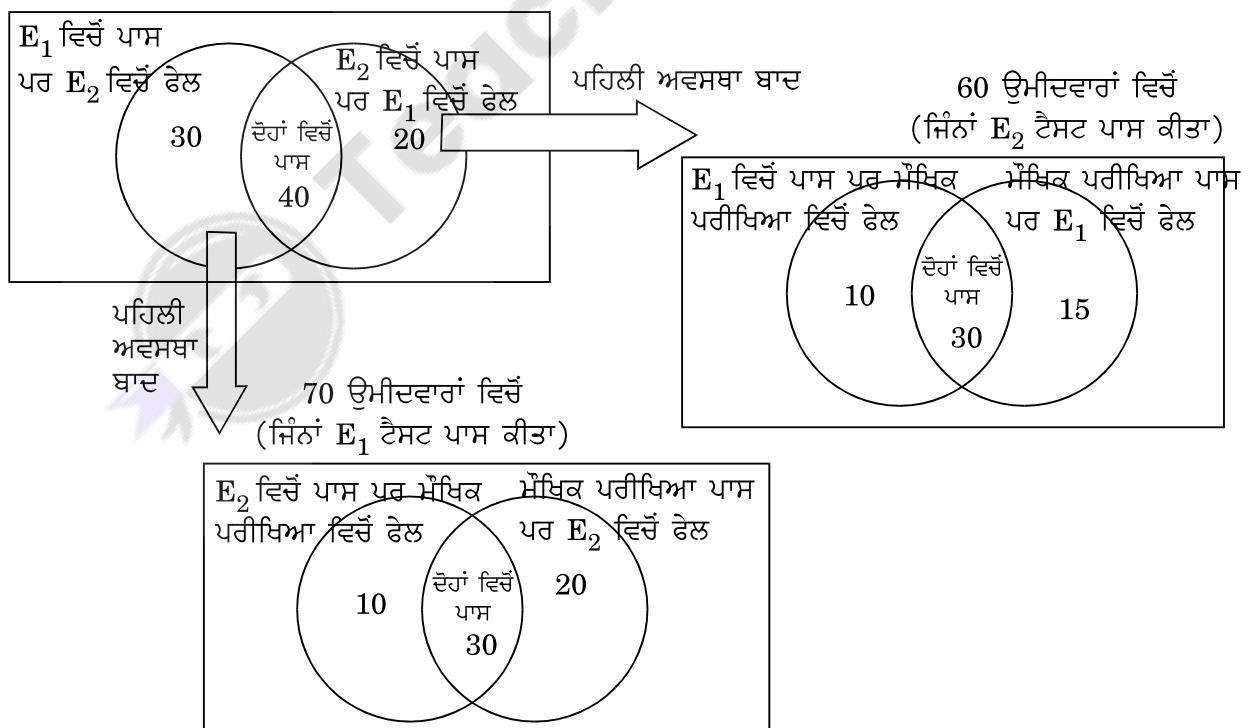 E₁ ਵਿਚੋਂ ਪਾਸ
ਪਰ E₂ ਵਿਚੋਂ ਫੇਲ
E₂ ਵਿਚੋਂ ਪਾਸ
ਪਰ E₁ ਵਿਚੋਂ ਫੇਲ
30
ਦੋਹਾਂ ਵਿਚੋਂ
ਪਾਸ
40
20
ਪਹਿਲੀ ਅਵਸਥਾ ਬਾਦ
60 ਉਮੀਦਵਾਰਾਂ ਵਿਚੋਂ
(ਜਿੰਨਾਂ E₂ ਟੈਸਟ ਪਾਸ ਕੀਤਾ)
E₁ ਵਿਚੋਂ ਪਾਸ ਪਰ ਮੌਖਿਕ
ਪਰੀਖਿਆ ਵਿਚੋਂ ਫੇਲ
ਮੌਖਿਕ ਪਰੀਖਿਆ ਪਾਸ
ਪਰ E₁ ਵਿਚੋਂ ਫੇਲ
10
ਦੋਹਾਂ ਵਿਚੋਂ
ਪਾਸ
30
15
ਪਹਿਲੀ
ਅਵਸਥਾ
ਬਾਦ
70 ਉਮੀਦਵਾਰਾਂ ਵਿਚੋਂ
(ਜਿੰਨਾਂ E₁ ਟੈਸਟ ਪਾਸ ਕੀਤਾ)
E₂ ਵਿਚੋਂ ਪਾਸ ਪਰ ਮੌਖਿਕ
ਪਰੀਖਿਆ ਵਿਚੋਂ ਫੇਲ
ਮੌਖਿਕ ਪਰੀਖਿਆ ਪਾਸ
ਪਰ E₂ ਵਿਚੋਂ ਫੇਲ
10
ਦੋਹਾਂ ਵਿਚੋਂ
ਪਾਸ
30
20